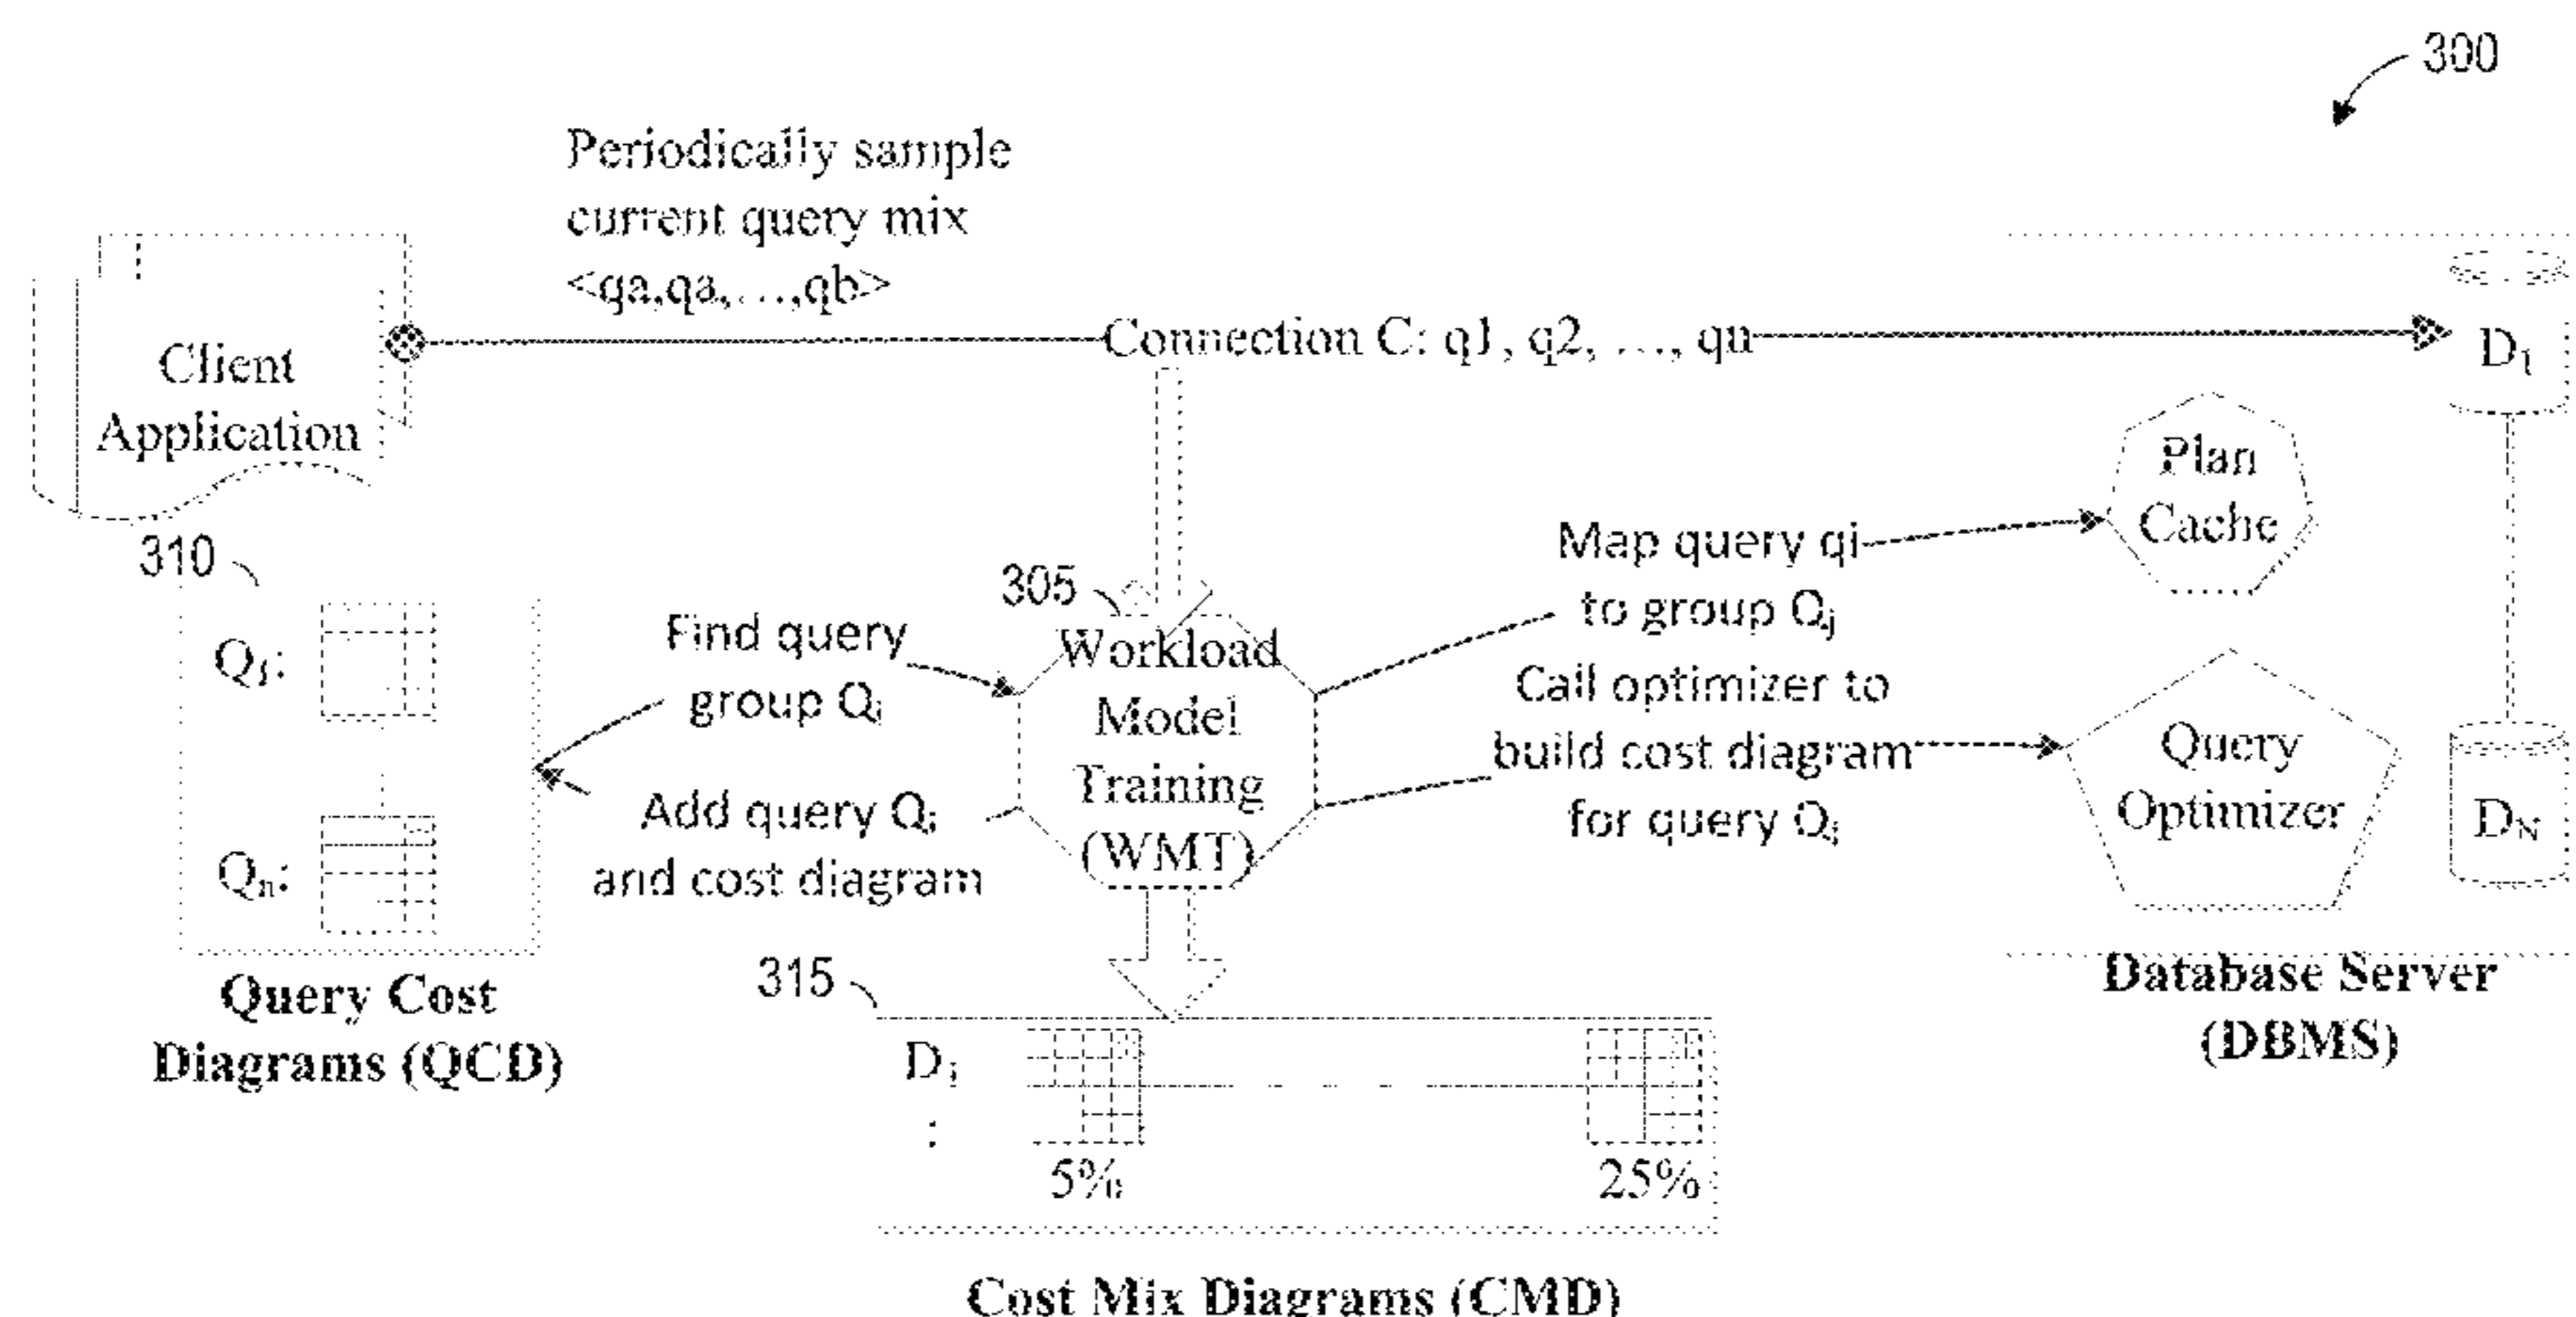 300
Periodically sample
current query mix
<qa,qa,...,qb>
Client
Application
Connection C: q1, q2, ..., qn
D1
Plan
Cache
Map query qi
to group Qj
310
305
Find query
group Qi
Q1:
Workload
Model
Training
(WMT)
Call optimizer to
build cost diagram
for query Qj
Query
Optimizer
DN
Add query Qi
and cost diagram
Qn:
Query Cost
Diagrams (QCD)
Database Server
(DBMS)
315
Di
:
5%
25%
Cost Mix Diagrams (CMD)